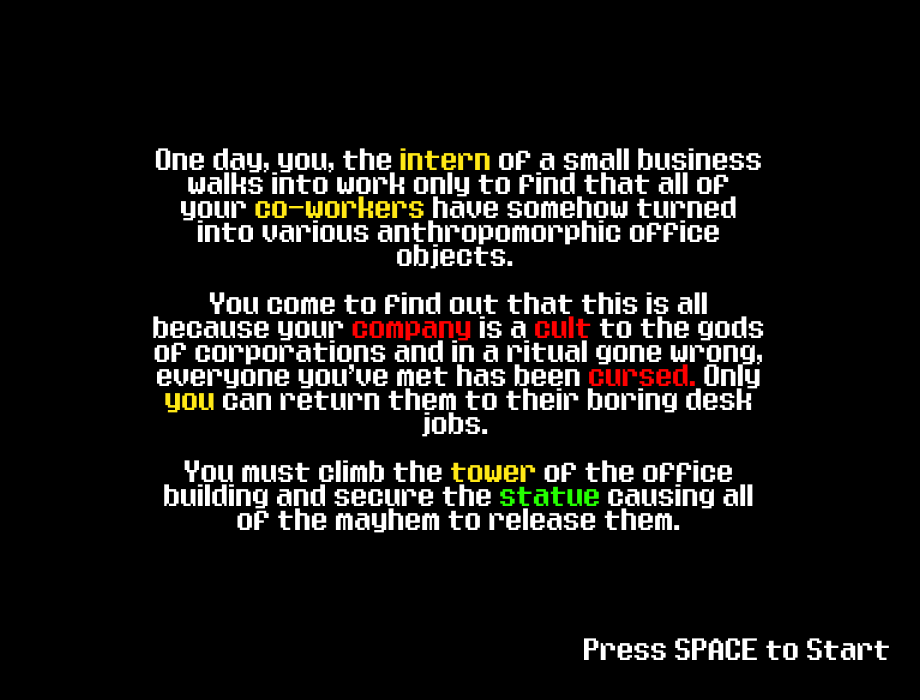 One day, you, the intern of a small business
walks into work only to find that all of
your co-workers have somehow turned
into various anthropomorphic office
objects.
You come to find out that this is all
because your company is a cult to the gods
of corporations and in a ritual gone wrong,
everyone you've met has been cursed. Only
you can return them to their boring desk
jobs.
You must climb the tower of the office
building and secure the statue causing all
of the mayhem to release them.
Press SPACE to Start